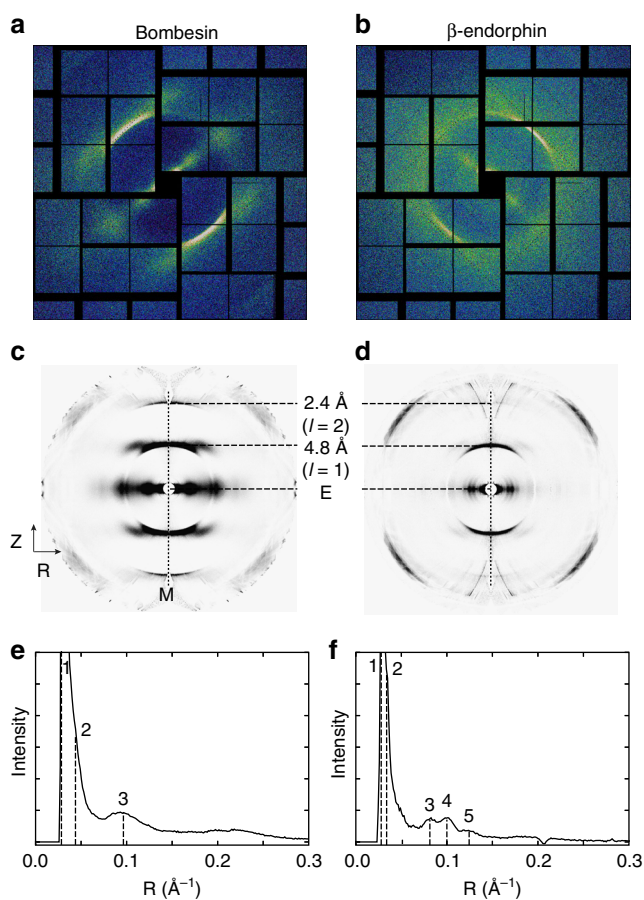 a
Bombesin
b
β-endorphin
c
d
2.4 Å
(l = 2)
4.8 Å
(l = 1)
E
Z
R
M
e
f
1
2
3
1
2
3
4
5
Intensity
Intensity
0.0 0.1 0.2 0.3
0.0 0.1 0.2 0.3
R (Å⁻¹)
R (Å⁻¹)